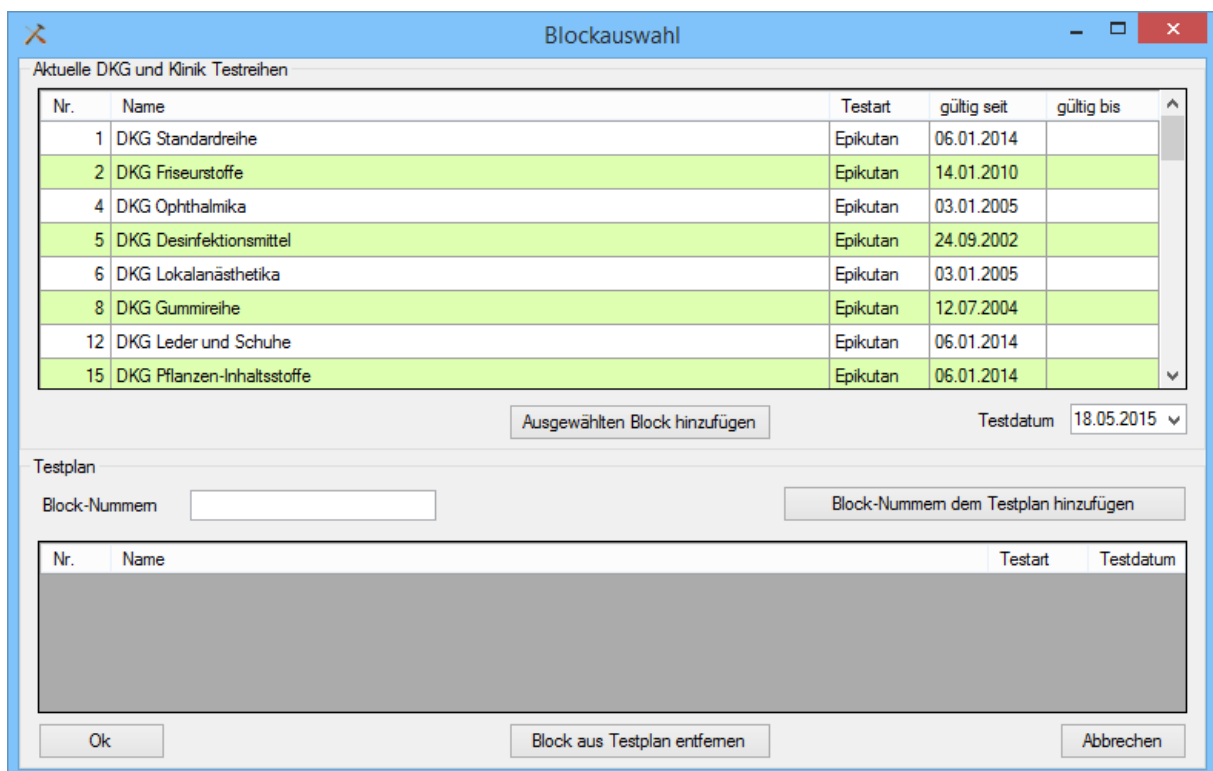 Blockauswahl
Aktuelle DKG und Klinik Testreihen
Nr. Name Testart gültig seit gültig bis
1 DKG Standardreihe Epikutan 06.01.2014
2 DKG Friseurstoffe Epikutan 14.01.2010
4 DKG Ophthalmika Epikutan 03.01.2005
5 DKG Desinfektionsmittel Epikutan 24.09.2002
6 DKG Lokalanästhetika Epikutan 03.01.2005
8 DKG Gummireihe Epikutan 12.07.2004
12 DKG Leder und Schuhe Epikutan 06.01.2014
15 DKG Pflanzen-Inhaltsstoffe Epikutan 06.01.2014
Ausgewählten Block hinzufügen Testdatum 18.05.2015
Testplan
Block-Nummern Block-Nummern dem Testplan hinzufügen
Nr. Name Testart Testdatum
Ok Block aus Testplan entfernen Abbrechen